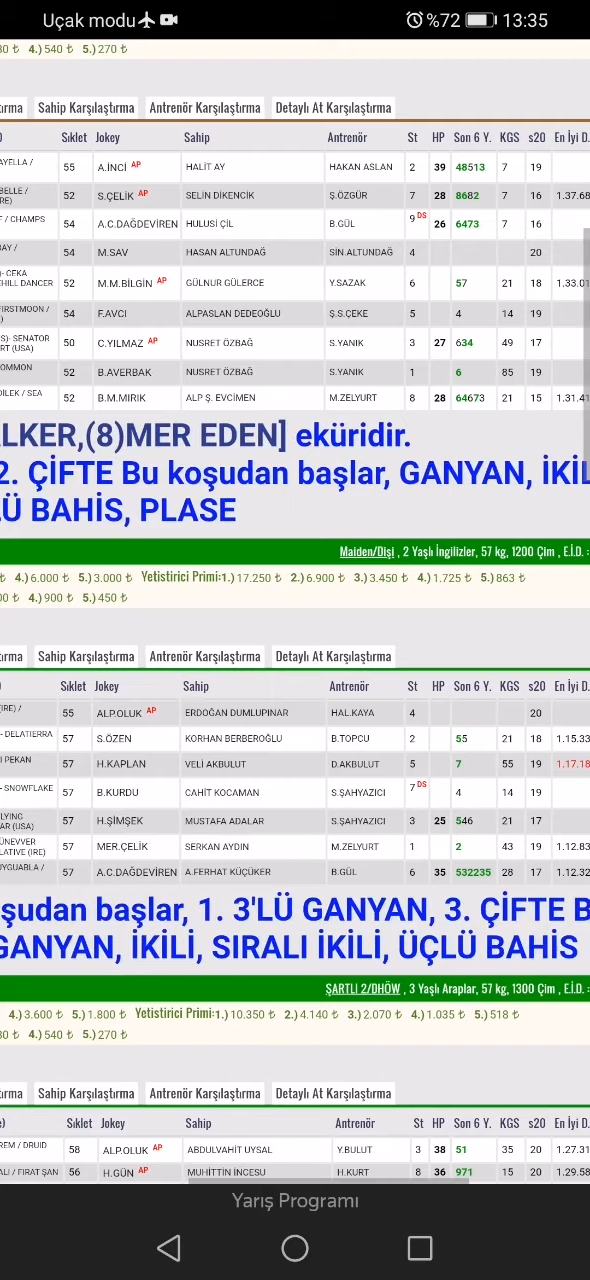 Uçak modu %72 13:35
30 ₺ 4.) 540 ₺ 5.) 270 ₺
tırma Sahip Karşılaştırma Antrenör Karşılaştırma Detaylı At Karşılaştırma
Sıklet Jokey Sahip Antrenör St HP Son 6 Y. KGS s20 En İyi D.
AYELLA / 55 A.İNCİ AP HALİT AY HAKAN ASLAN 2 39 48513 7 19
BELLE / 52 S.ÇELİK AP SELİN DİKENCİK Ş.ÖZGÜR 7 28 8682 7 16 1.37.68
F / CHAMPS 54 A.C.DAĞDEVİREN HULUSİ ÇİL B.GÜL 9 DS 26 6473 7 16
DAY / 54 M.SAV HASAN ALTUNDAĞ SİN.ALTUNDAĞ 4 20
)- CEKA
EHILL DANCER 52 M.M.BİLGİN AP GÜLNUR GÜLERCE Y.SAZAK 6 57 21 18 1.33.01
FIRSTMOON / 54 F.AVCI ALPASLAN DEDEOĞLU Ş.S.ÇEKE 5 4 14 19
S)- SENATOR
RT (USA) 50 C.YILMAZ AP NUSRET ÖZBAĞ S.YANIK 3 27 634 49 17
OMMON 52 B.AVERBAK NUSRET ÖZBAĞ S.YANIK 1 6 85 19
DİLEK / SEA 52 B.M.MIRIK ALP Ş. EVCİMEN M.ZELYURT 8 28 64673 21 15 1.31.41
LKER,(8)MER EDEN] eküridir.
2. ÇİFTE Bu koşudan başlar, GANYAN, İKİL
LÜ BAHİS, PLASE
Maiden/Dişi , 2 Yaşlı İngilizler, 57 kg, 1200 Çim , E.İ.D. :
₺ 4.) 6.000 ₺ 5.) 3.000 ₺ Yetistirici Primi:1.) 17.250 ₺ 2.) 6.900 ₺ 3.) 3.450 ₺ 4.) 1.725 ₺ 5.) 863 ₺
00 ₺ 4.) 900 ₺ 5.) 450 ₺
tırma Sahip Karşılaştırma Antrenör Karşılaştırma Detaylı At Karşılaştırma
Sıklet Jokey Sahip Antrenör St HP Son 6 Y. KGS s20 En İyi D.
(IRE) / 55 ALP.OLUK AP ERDOĞAN DUMLUPINAR HAL.KAYA 4 20
- DELATIERRA 57 S.ÖZEN KORHAN BERBEROĞLU B.TOPCU 2 55 21 18 1.15.33
I PEKAN 57 H.KAPLAN VELİ AKBULUT D.AKBULUT 5 7 55 19 1.17.18
- SNOWFLAKE 57 B.KURDU CAHİT KOCAMAN S.ŞAHYAZICI 7 DS 4 14 19
LYING
AR (USA) 57 H.ŞİMŞEK MUSTAFA ADALAR S.ŞAHYAZICI 3 25 546 21 17
ÜNEVVER
LATIVE (IRE) 57 MER.ÇELİK SERKAN AYDIN M.ZELYURT 1 2 43 19 1.12.83
UYGUABLA / 57 A.C.DAĞDEVİREN A.FERHAT KÜÇÜKER B.GÜL 6 35 532235 28 17 1.12.32
şudan başlar, 1. 3'LÜ GANYAN, 3. ÇİFTE B
GANYAN, İKİLİ, SIRALI İKİLİ, ÜÇLÜ BAHİS
ŞARTLI 2/DHÖW , 3 Yaşlı Araplar, 57 kg, 1300 Çim , E.İ.D. :
4.) 3.600 ₺ 5.) 1.800 ₺ Yetistirici Primi:1.) 10.350 ₺ 2.) 4.140 ₺ 3.) 2.070 ₺ 4.) 1.035 ₺ 5.) 518 ₺
80 ₺ 4.) 540 ₺ 5.) 270 ₺
tırma Sahip Karşılaştırma Antrenör Karşılaştırma Detaylı At Karşılaştırma
e) Sıklet Jokey Sahip Antrenör St HP Son 6 Y. KGS s20 En İyi D.
REM / DRUID 58 ALP.OLUK AP ABDULVAHİT UYSAL Y.BULUT 3 38 51 35 20 1.27.31
ALI / FIRAT ŞAN 56 H.GÜN AP MUHİTTİN İNCESU H.KURT 8 36 971 15 20 1.29.58
Yarış Programı